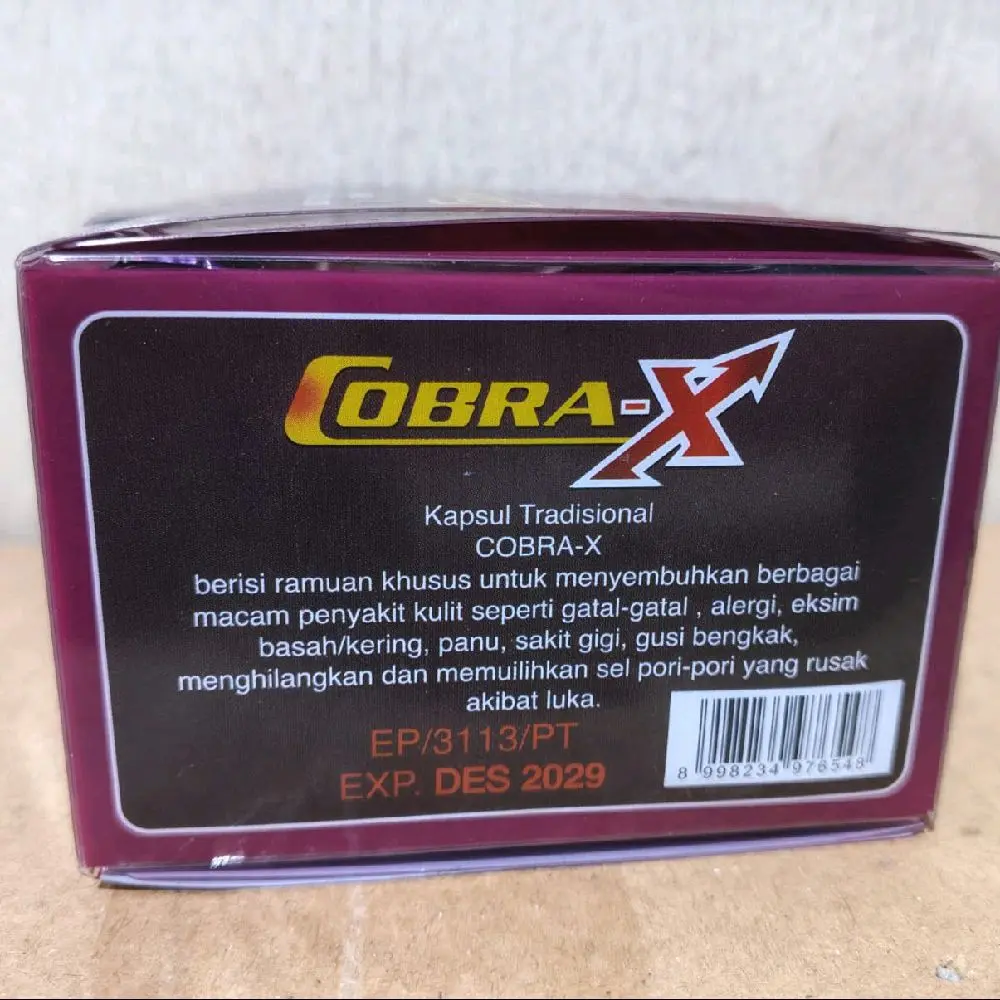 COBRA-X
Kapsul Tradisional
COBRA-X
berisi ramuan khusus untuk menyembuhkan berbagai
macam penyakit kulit seperti gatal-gatal , alergi, eksim
basah/kering, panu, sakit gigi, gusi bengkak,
menghilangkan dan memuilihkan sel pori-pori yang rusak
akibat luka.
EP/3113/PT
EXP. DES 2029
8 998234 976548